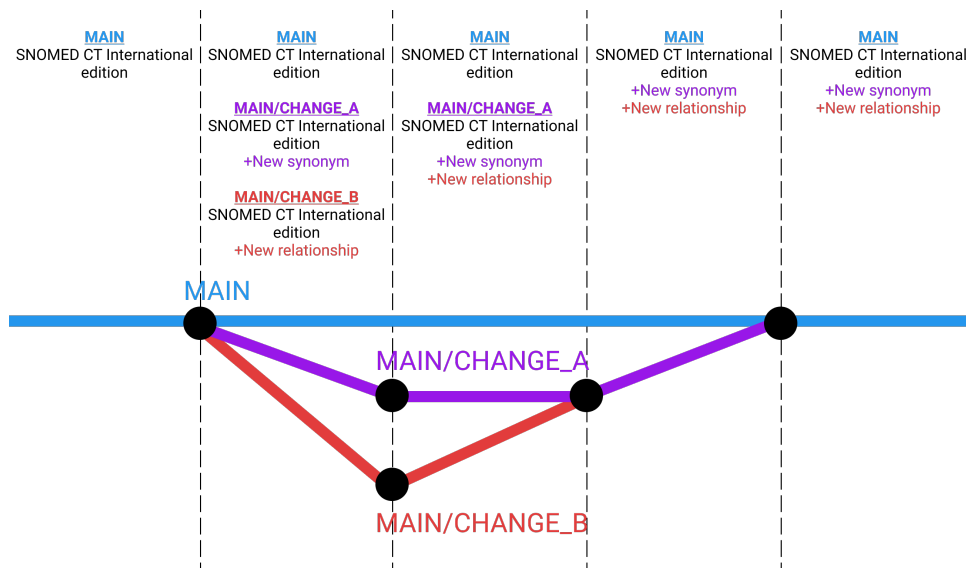 MAIN
SNOMED CT International
edition
MAIN
SNOMED CT International
edition
MAIN/CHANGE_A
SNOMED CT International
edition
+New synonym
MAIN/CHANGE_B
SNOMED CT International
edition
+New relationship
MAIN
SNOMED CT International
edition
MAIN/CHANGE_A
SNOMED CT International
edition
+New synonym
+New relationship
MAIN
SNOMED CT International
edition
+New synonym
+New relationship
MAIN
SNOMED CT International
edition
+New synonym
+New relationship
MAIN
MAIN/CHANGE_A
MAIN/CHANGE_B